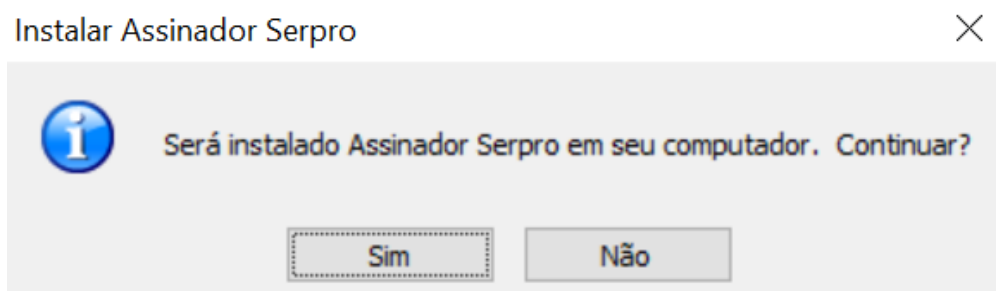 Instalar Assinador Serpro
Será instalado Assinador Serpro em seu computador.  Continuar?
Sim
Não